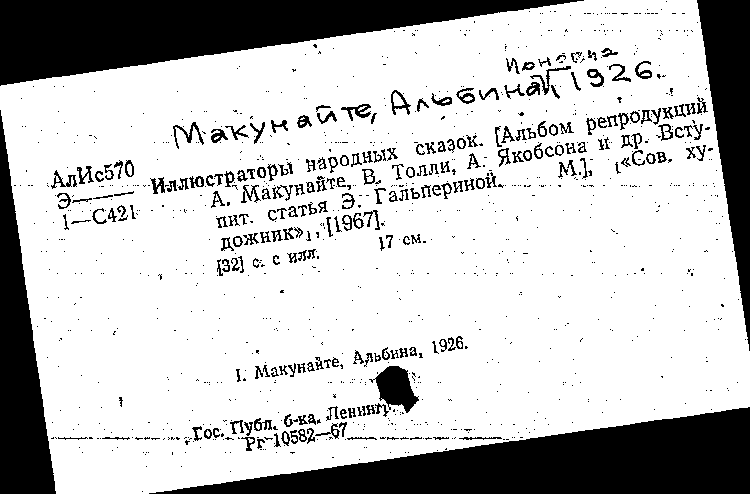 Ионовна
Макунайте, Альбина 1926.
АлИс570
Э
1—С421
Иллюстраторы народных сказок. [Альбом репродукций
А. Макунайте, В. Толли, А. Якобсона и др. Всту-
пит. статья Э. Гальпериной. М.], «Сов. ху-
дожник», [1967].
[32] с. с илл. 17 см.
I. Макунайте, Альбина, 1926.
Гос. Публ. б-ка. Ленингр.
Рг 10582—67